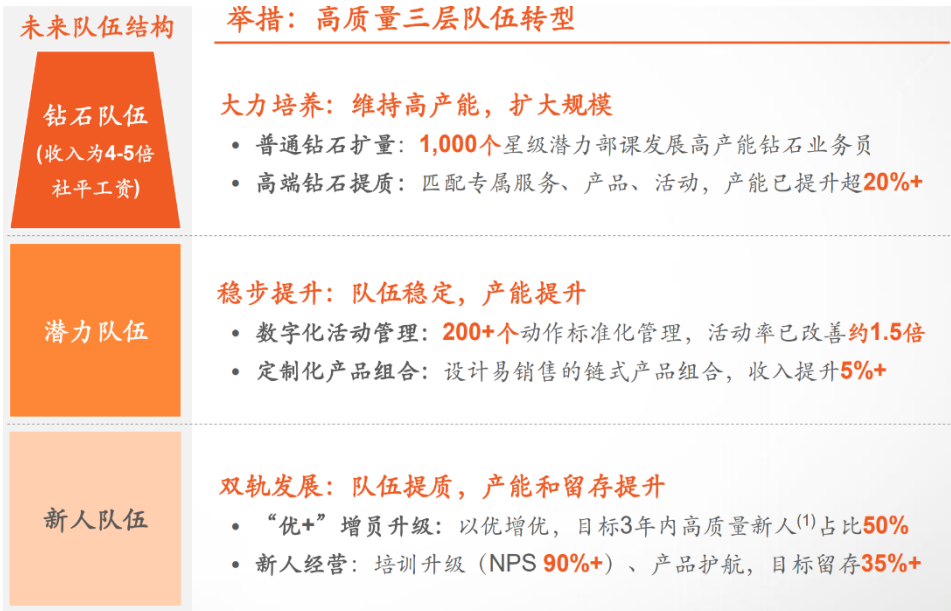 未来队伍结构
举措：高质量三层队伍转型
钻石队伍
(收入为4-5倍
社平工资)
大力培养：维持高产能，扩大规模
• 普通钻石扩量：1,000个星级潜力部课发展高产能钻石业务员
• 高端钻石提质：匹配专属服务、产品、活动，产能已提升超20%+
潜力队伍
稳步提升：队伍稳定，产能提升
• 数字化活动管理：200+个动作标准化管理，活动率已改善约1.5倍
• 定制化产品组合：设计易销售的链式产品组合，收入提升5%+
新人队伍
双轨发展：队伍提质，产能和留存提升
• “优+”增员升级：以优增优，目标3年内高质量新人(1)占比50%
• 新人经营：培训升级（NPS 90%+）、产品护航，目标留存35%+